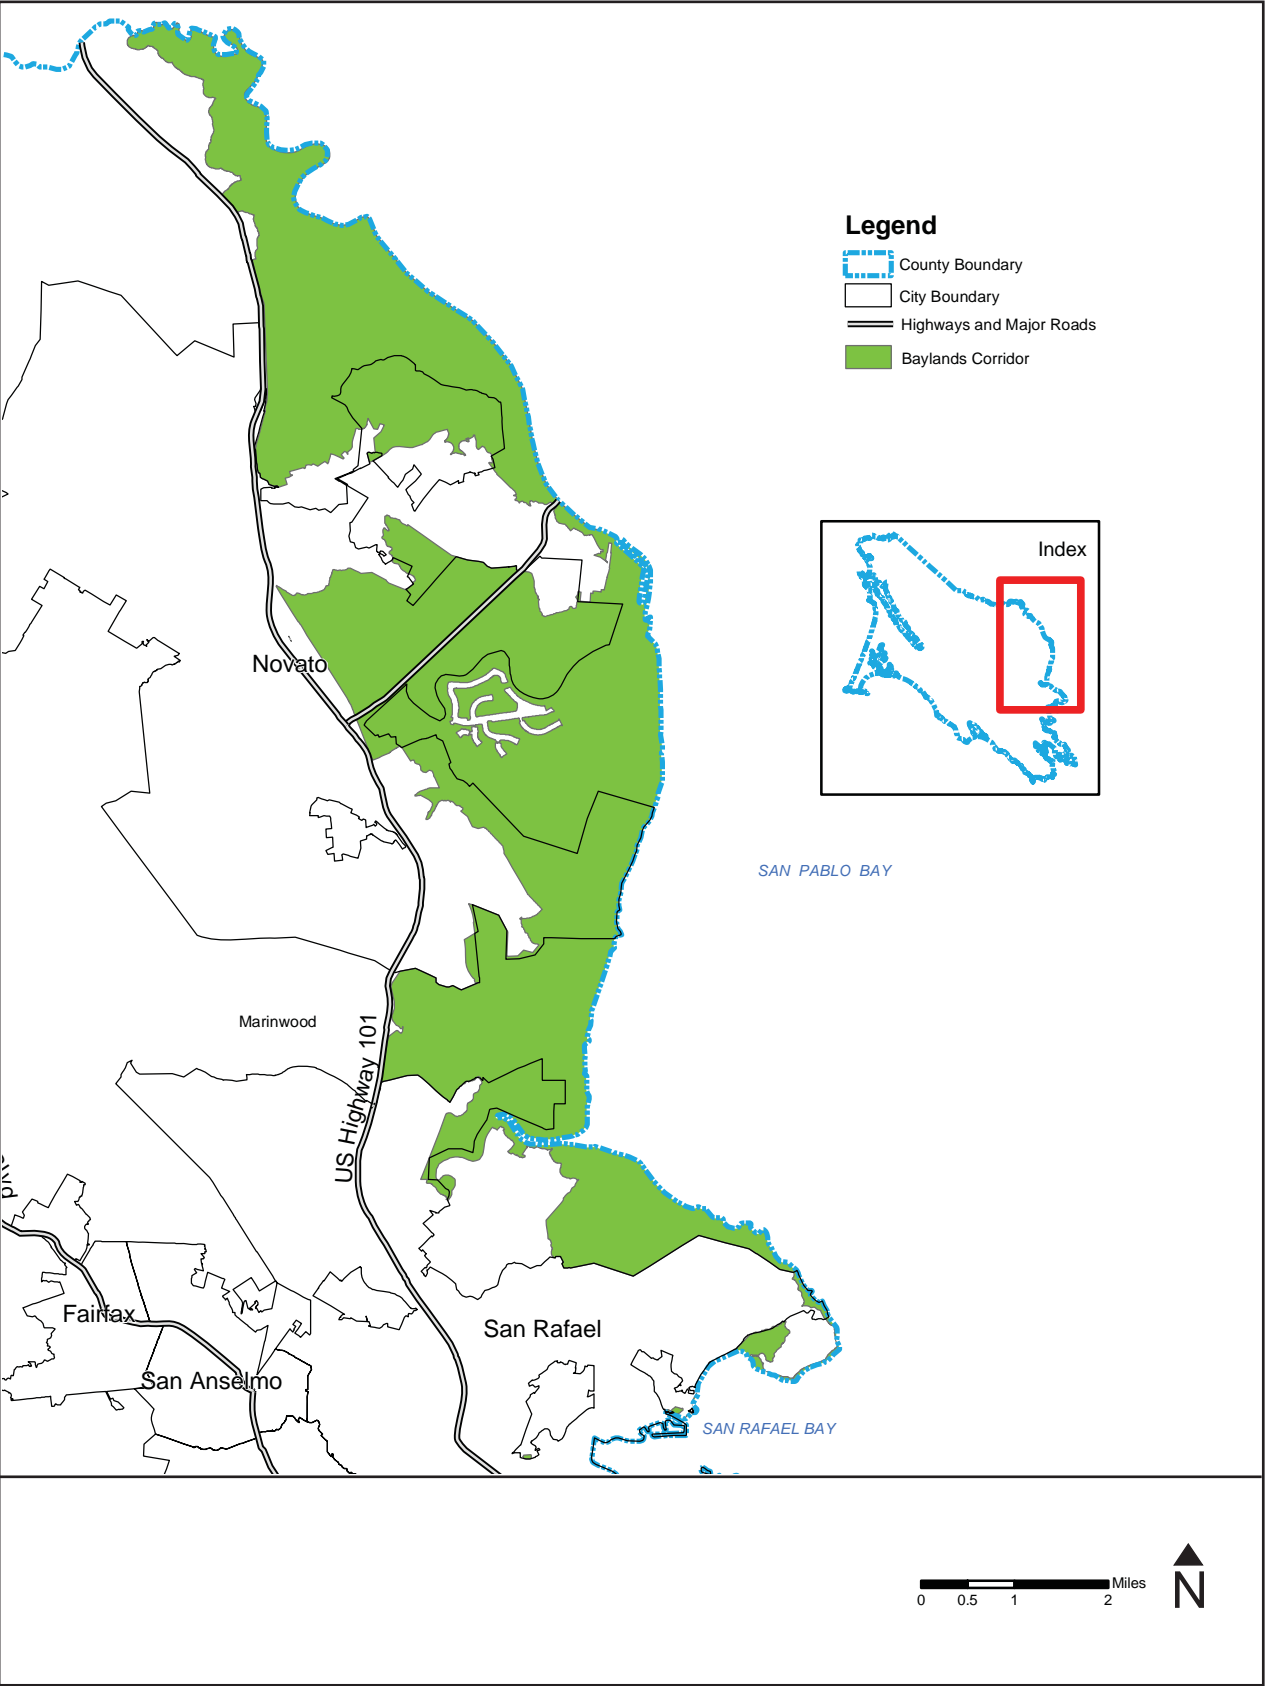 Legend
County Boundary
City Boundary
Highways and Major Roads
Baylands Corridor
Index
Novato
SAN PABLO BAY
Marinwood
US Highway 101
Fairfax
San Rafael
San Anselmo
SAN RAFAEL BAY
Miles
0 0.5 1 2
N